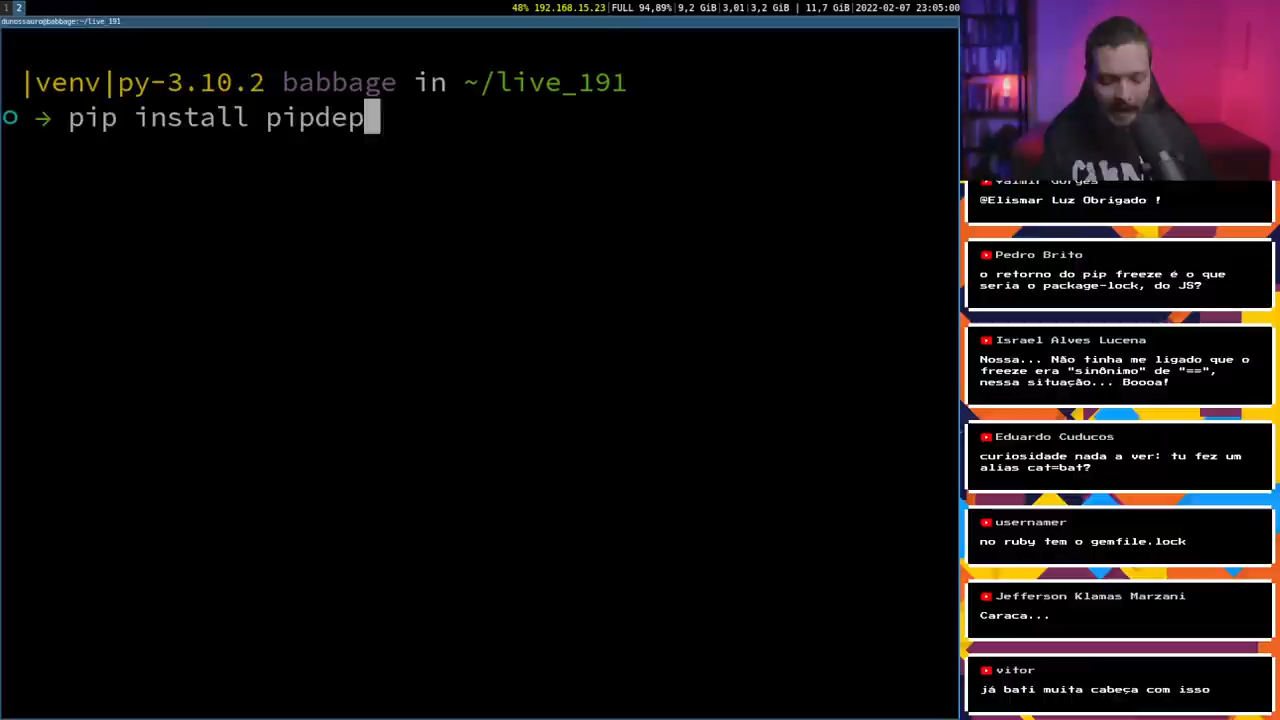 1 2
48% 192.168.15.23|FULL 94,89%|9,2 GiB|3,01|3,2 GiB | 11,7 GiB|2022-02-07 23:05:00
dunossauro@babbage:~/live_191
|venv|py-3.10.2 babbage in ~/live_191
→ pip install pipdep
@Elismar Luz Obrigado !
Pedro Brito
o retorno do pip freeze é o que
seria o package-lock, do JS?
Israel Alves Lucena
Nossa... Não tinha me ligado que o
freeze era "sinônimo" de "==",
nessa situação... Boooa!
Eduardo Cuducos
curiosidade nada a ver: tu fez um
alias cat=bat?
usernamer
no ruby tem o gemfile.lock
Jefferson Klamas Marzani
Caraca...
vitor
já bati muita cabeça com isso